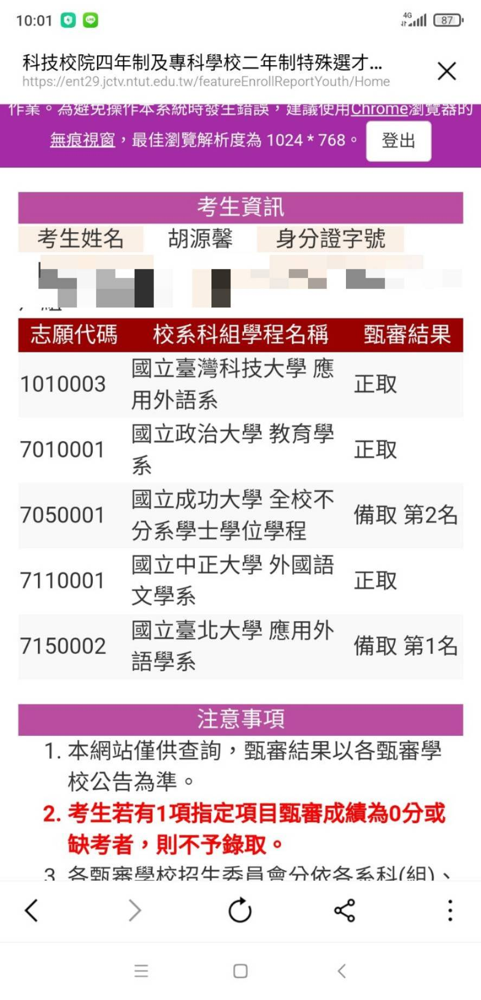 10:01 LINE 4G 87
科技校院四年制及專科學校二年制特殊選才...
https://ent29.jctv.ntut.edu.tw/featureEnrollReportYouth/Home
作業。為避免操作本系統時發生錯誤，建議使用Chrome瀏覽器的
無痕視窗，最佳瀏覽解析度為 1024 * 768。 登出
考生資訊
考生姓名 胡源馨 身分證字號
志願代碼 校系科組學程名稱 甄審結果
1010003 國立臺灣科技大學 應 正取
用外語系
7010001 國立政治大學 教育學 正取
系
7050001 國立成功大學 全校不 備取 第2名
分系學士學位學程
7110001 國立中正大學 外國語 正取
文學系
7150002 國立臺北大學 應用外 備取 第1名
語學系
注意事項
1. 本網站僅供查詢，甄審結果以各甄審學
校公告為準。
2. 考生若有1項指定項目甄審成績為0分或
缺考者，則不予錄取。
3. 各甄審學校招生委員會分依各系科(組)、